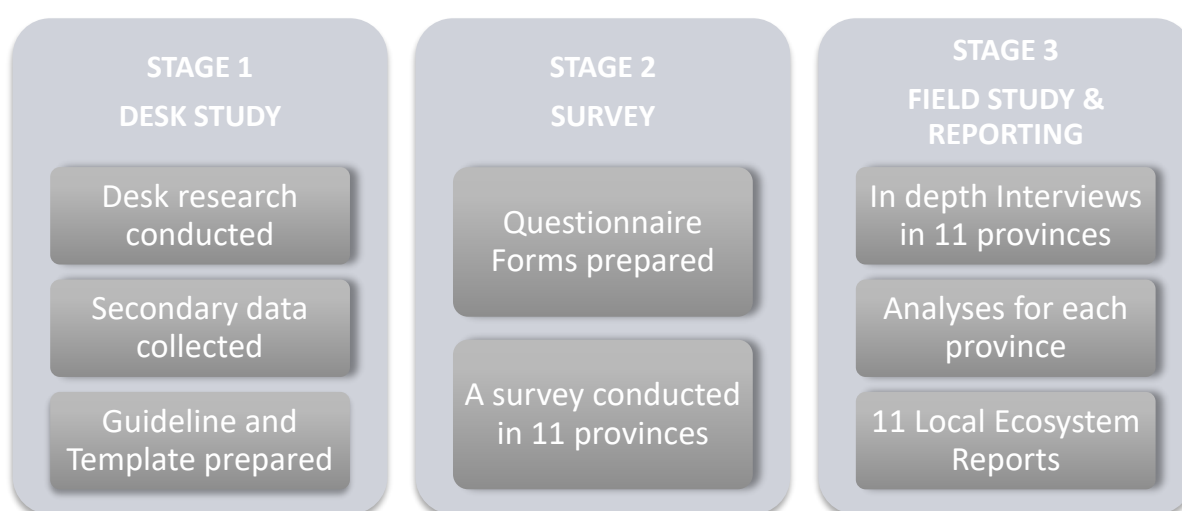 STAGE 1
DESK STUDY
Desk research
conducted
Secondary data
collected
Guideline and
Template prepared
STAGE 2
SURVEY
Questionnaire
Forms prepared
A survey conducted
in 11 provinces
STAGE 3
FIELD STUDY &
REPORTING
In depth Interviews
in 11 provinces
Analyses for each
province
11 Local Ecosystem
Reports